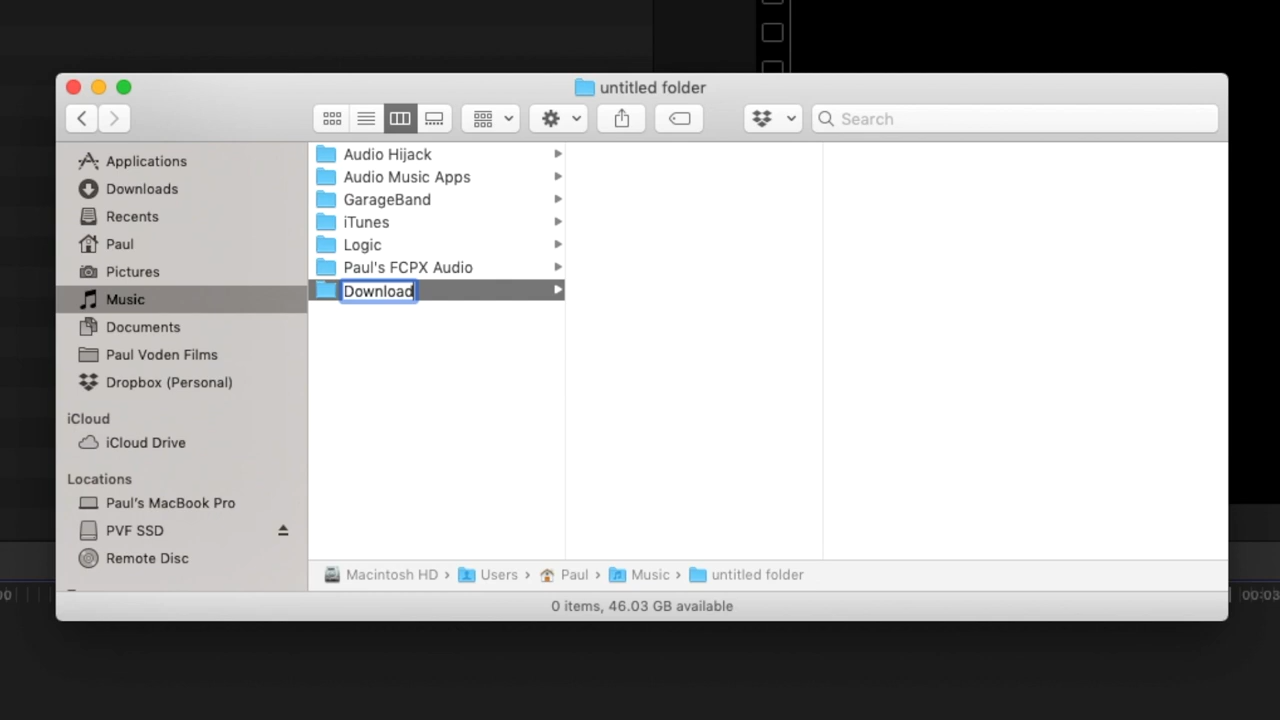 untitled folder
Search
Applications
Downloads
Recents
Paul
Pictures
Music
Documents
Paul Voden Films
Dropbox (Personal)
iCloud
iCloud Drive
Locations
Paul's MacBook Pro
PVF SSD
Remote Disc
Audio Hijack
Audio Music Apps
GarageBand
iTunes
Logic
Paul's FCPX Audio
Download
Macintosh HD › Users › Paul › Music › untitled folder
0 items, 46.03 GB available
00
00:03